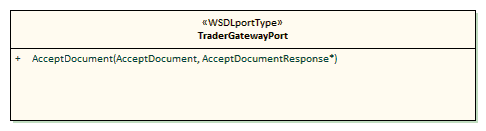 «WSDLportType»
TraderGatewayPort
+ AcceptDocument(AcceptDocument, AcceptDocumentResponse*)